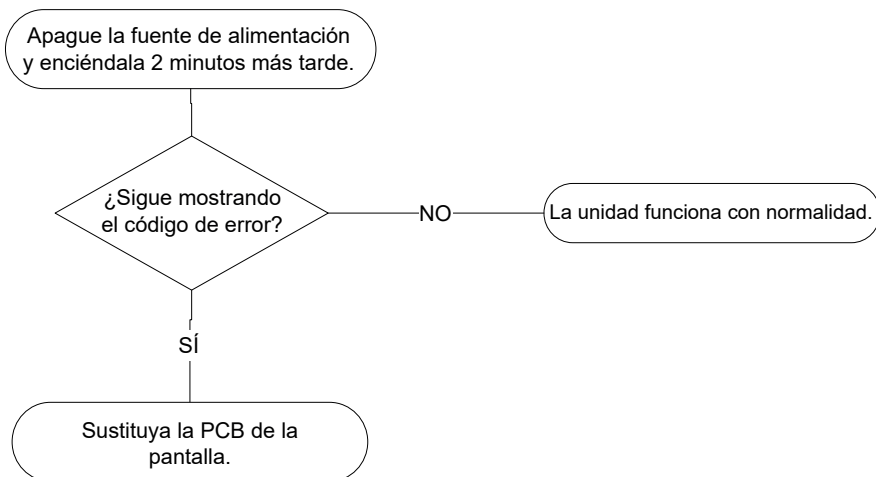 Apague la fuente de alimentación
y enciéndala 2 minutos más tarde.
¿Sigue mostrando
el código de error?
NO
La unidad funciona con normalidad.
SÍ
Sustituya la PCB de la
pantalla.